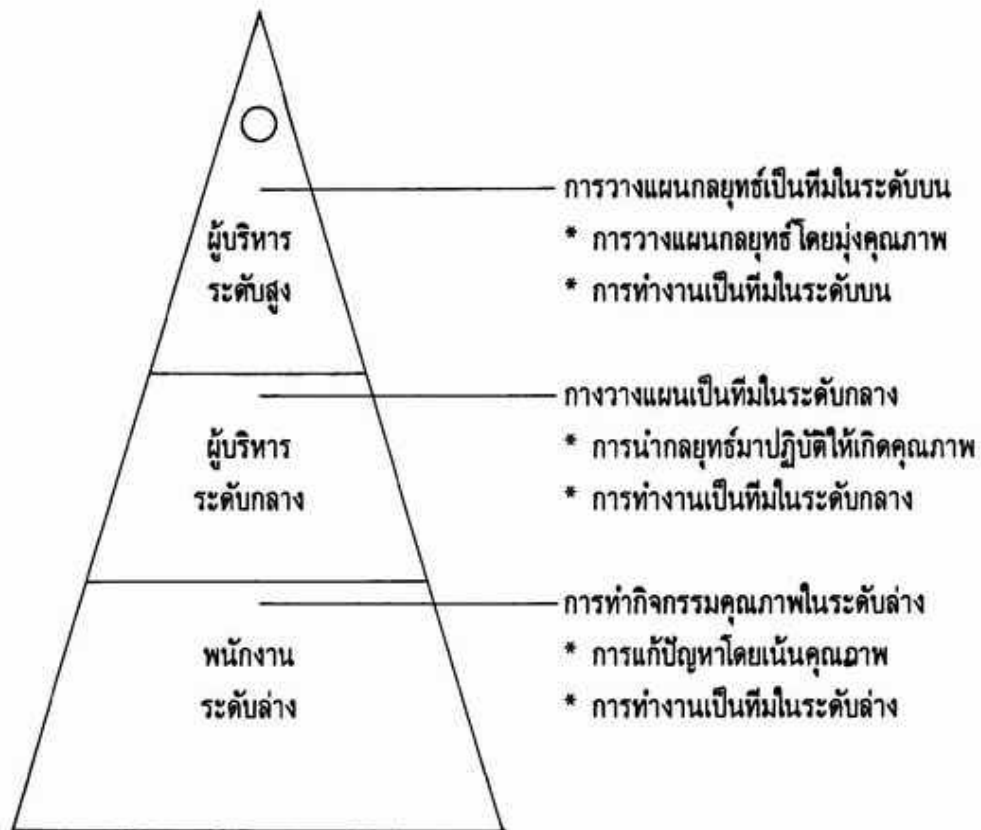 ผู้บริหาร
ระดับสูง
การวางแผนกลยุทธ์เป็นทีมในระดับบน
* การวางแผนกลยุทธ์โดยมุ่งคุณภาพ
* การทำงานเป็นทีมในระดับบน
ผู้บริหาร
ระดับกลาง
กางวางแผนเป็นทีมในระดับกลาง
* การนำกลยุทธ์มาปฏิบัติให้เกิดคุณภาพ
* การทำงานเป็นทีมในระดับกลาง
พนักงาน
ระดับล่าง
การทำกิจกรรมคุณภาพในระดับล่าง
* การแก้ปัญหาโดยเน้นคุณภาพ
* การทำงานเป็นทีมในระดับล่าง